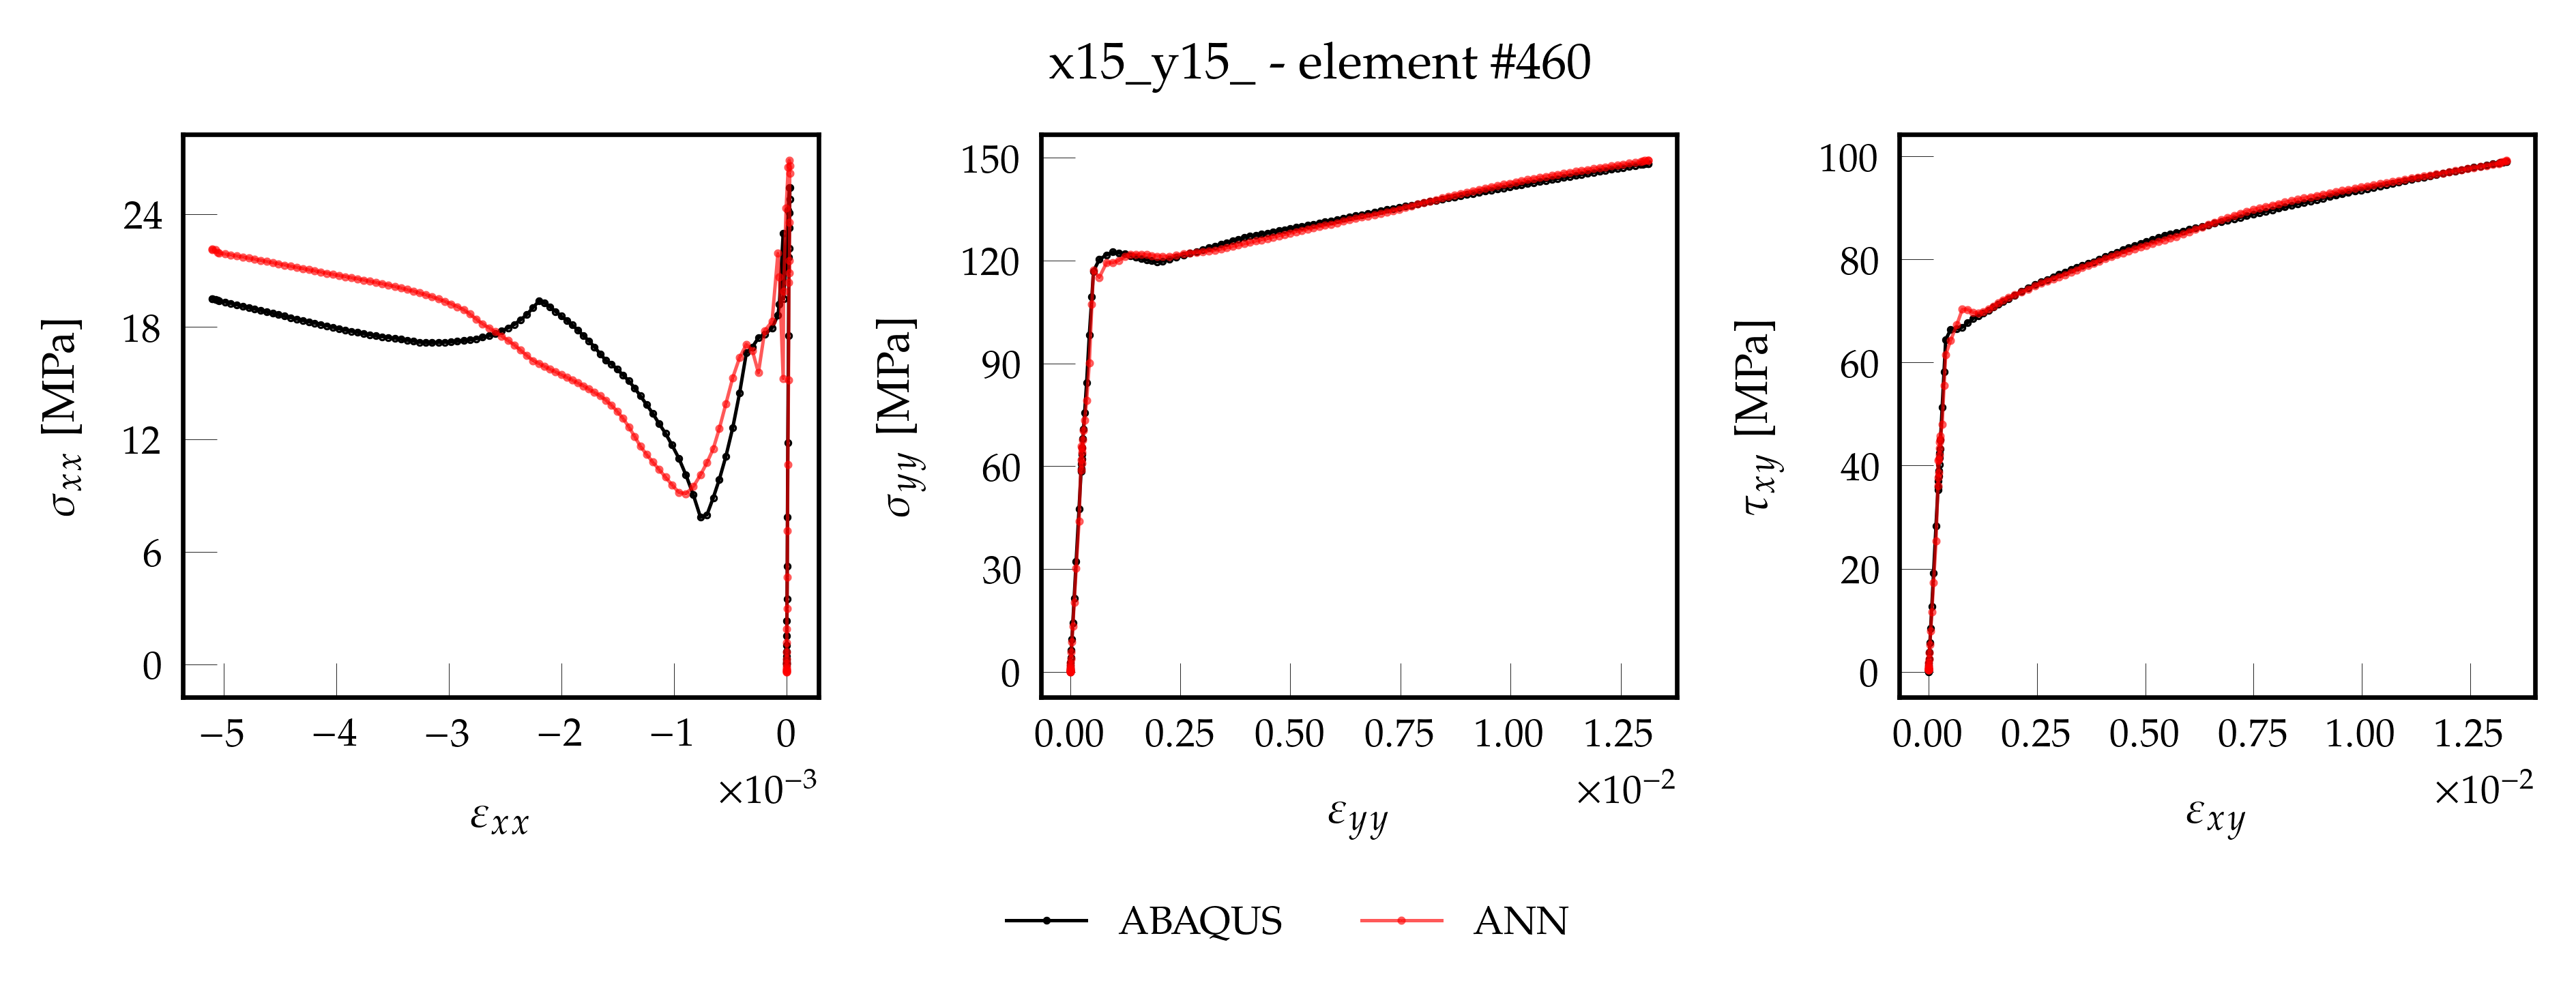 x15_y15_ - element #460
σxx [MPa]
24
18
12
6
0
−5 −4 −3 −2 −1 0
×10⁻³
εxx
σyy [MPa]
150
120
90
60
30
0
0.00 0.25 0.50 0.75 1.00 1.25
×10⁻²
εyy
τxy [MPa]
100
80
60
40
20
0
0.00 0.25 0.50 0.75 1.00 1.25
×10⁻²
εxy
ABAQUS ANN